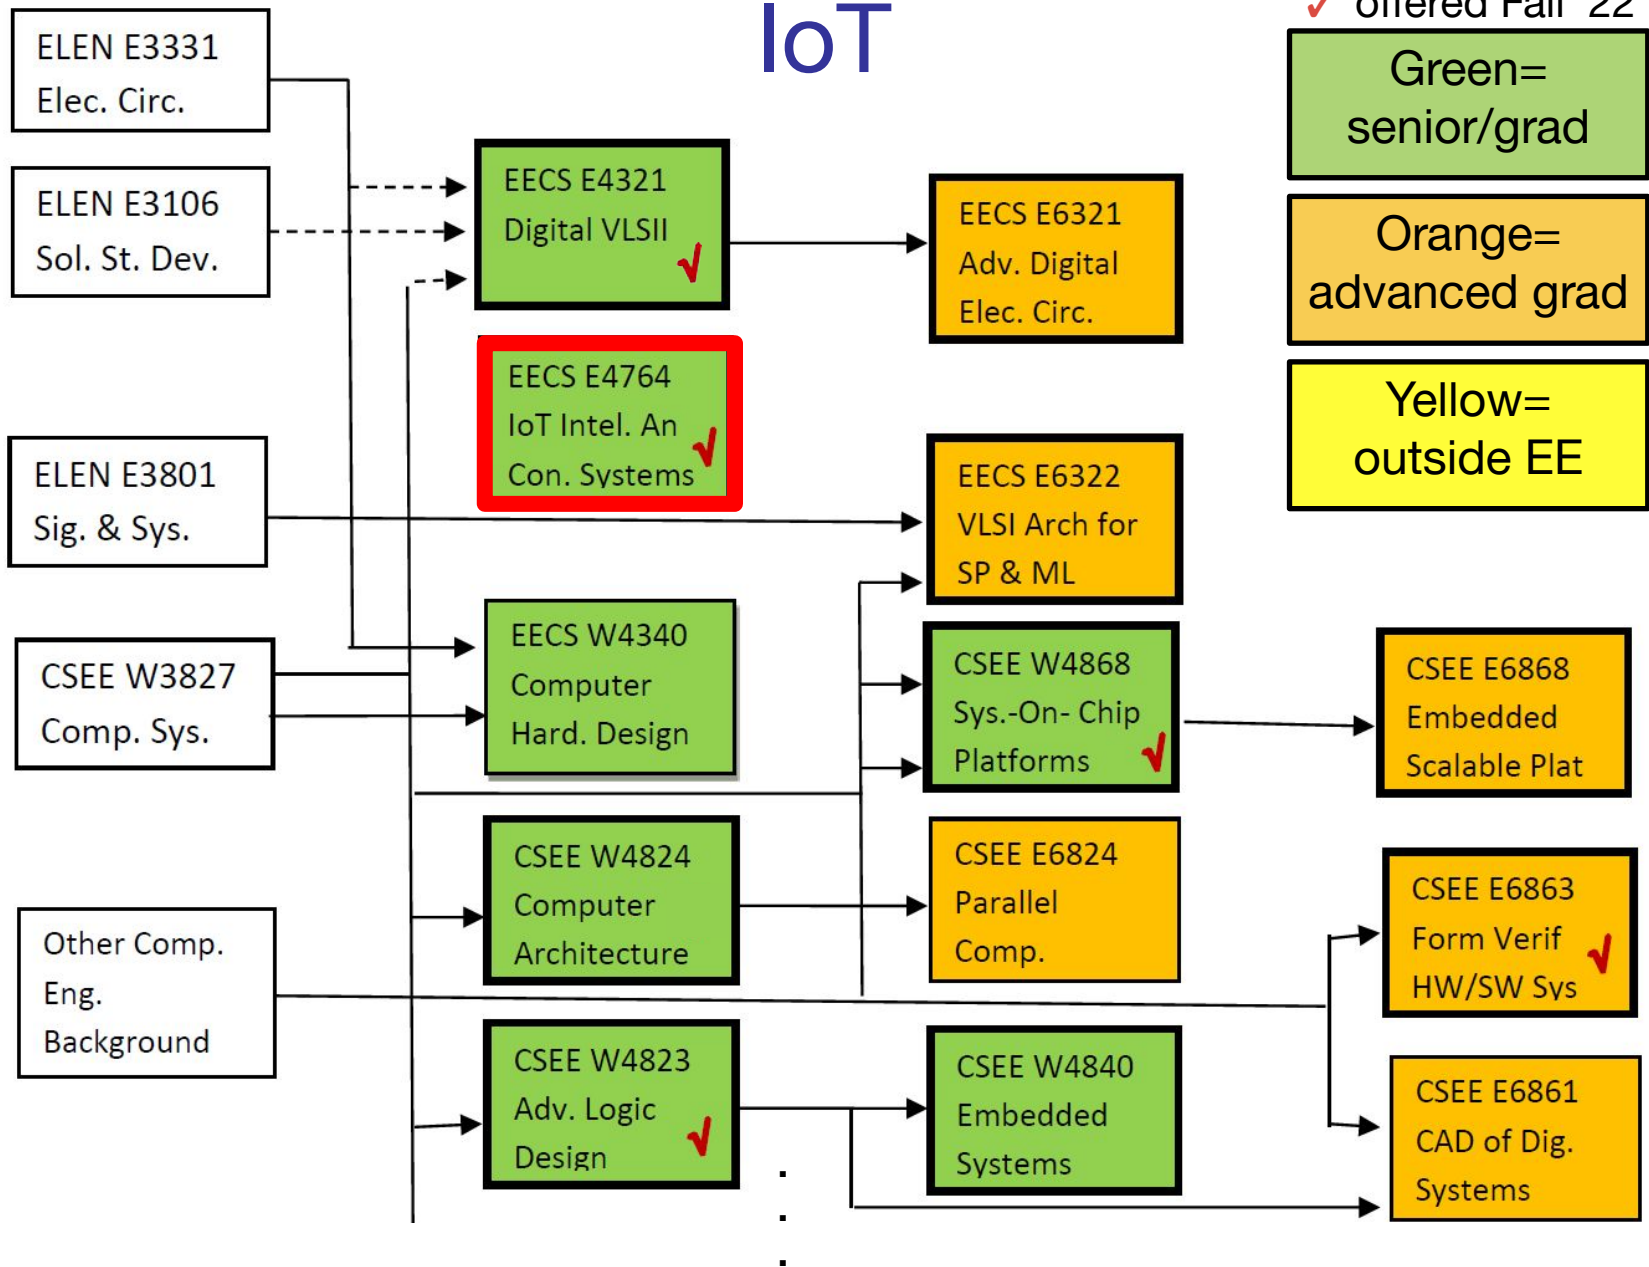 IoT
✓ offered Fall '22
Green=
senior/grad
Orange=
advanced grad
Yellow=
outside EE
ELEN E3331
Elec. Circ.
ELEN E3106
Sol. St. Dev.
ELEN E3801
Sig. & Sys.
CSEE W3827
Comp. Sys.
Other Comp.
Eng.
Background
EECS E4321
Digital VLSII
√
EECS E4764
IoT Intel. An
Con. Systems
√
EECS W4340
Computer
Hard. Design
CSEE W4824
Computer
Architecture
CSEE W4823
Adv. Logic
Design
√
EECS E6321
Adv. Digital
Elec. Circ.
EECS E6322
VLSI Arch for
SP & ML
CSEE W4868
Sys.-On- Chip
Platforms
√
CSEE E6824
Parallel
Comp.
CSEE W4840
Embedded
Systems
CSEE E6868
Embedded
Scalable Plat
CSEE E6863
Form Verif
HW/SW Sys
√
CSEE E6861
CAD of Dig.
Systems
.
.
.